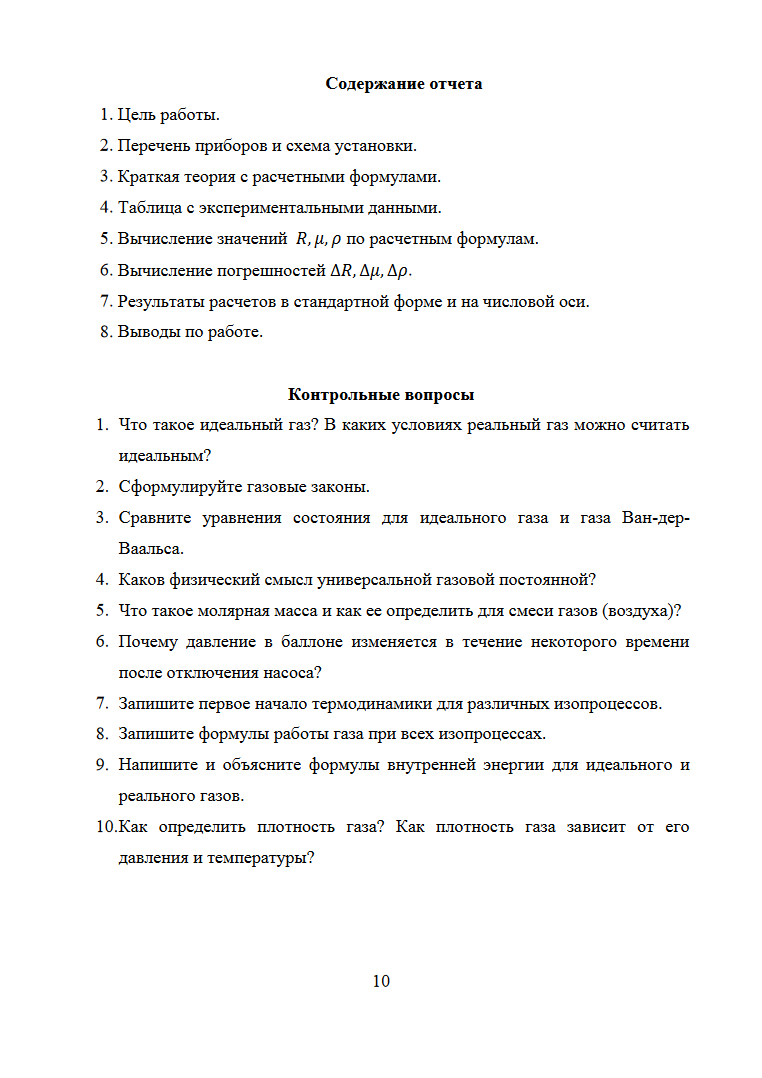 Содержание отчета
1. Цель работы.
2. Перечень приборов и схема установки.
3. Краткая теория с расчетными формулами.
4. Таблица с экспериментальными данными.
5. Вычисление значений R, μ, ρ по расчетным формулам.
6. Вычисление погрешностей ΔR, Δμ, Δρ.
7. Результаты расчетов в стандартной форме и на числовой оси.
8. Выводы по работе.
Контрольные вопросы
1. Что такое идеальный газ? В каких условиях реальный газ можно считать
идеальным?
2. Сформулируйте газовые законы.
3. Сравните уравнения состояния для идеального газа и газа Ван-дер-
Ваальса.
4. Каков физический смысл универсальной газовой постоянной?
5. Что такое молярная масса и как ее определить для смеси газов (воздуха)?
6. Почему давление в баллоне изменяется в течение некоторого времени
после отключения насоса?
7. Запишите первое начало термодинамики для различных изопроцессов.
8. Запишите формулы работы газа при всех изопроцессах.
9. Напишите и объясните формулы внутренней энергии для идеального и
реального газов.
10.Как определить плотность газа? Как плотность газа зависит от его
давления и температуры?
10